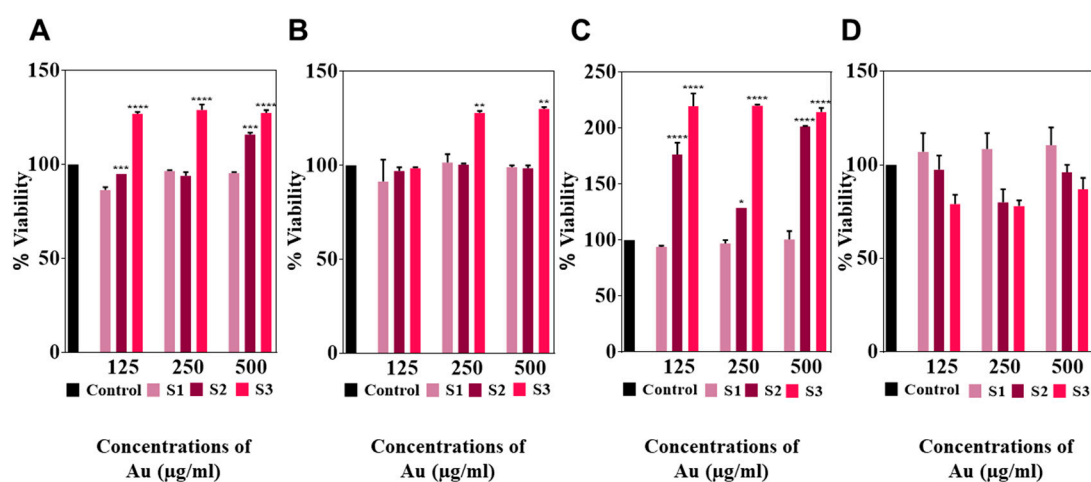 A
B
C
D
150
100
50
0
% Viability
***
****
****
***
****
125
250
500
Control
S1
S2
S3
Concentrations of
Au (µg/ml)
150
100
50
0
% Viability
**
**
125
250
500
Control
S1
S2
S3
Concentrations of
Au (µg/ml)
250
200
150
100
50
0
% Viability
****
****
*
****
****
****
125
250
500
Control
S1
S2
S3
Concentrations of
Au (µg/ml)
150
100
50
0
% Viability
125
250
500
Control
S1
S2
S3
Concentrations of
Au (µg/ml)